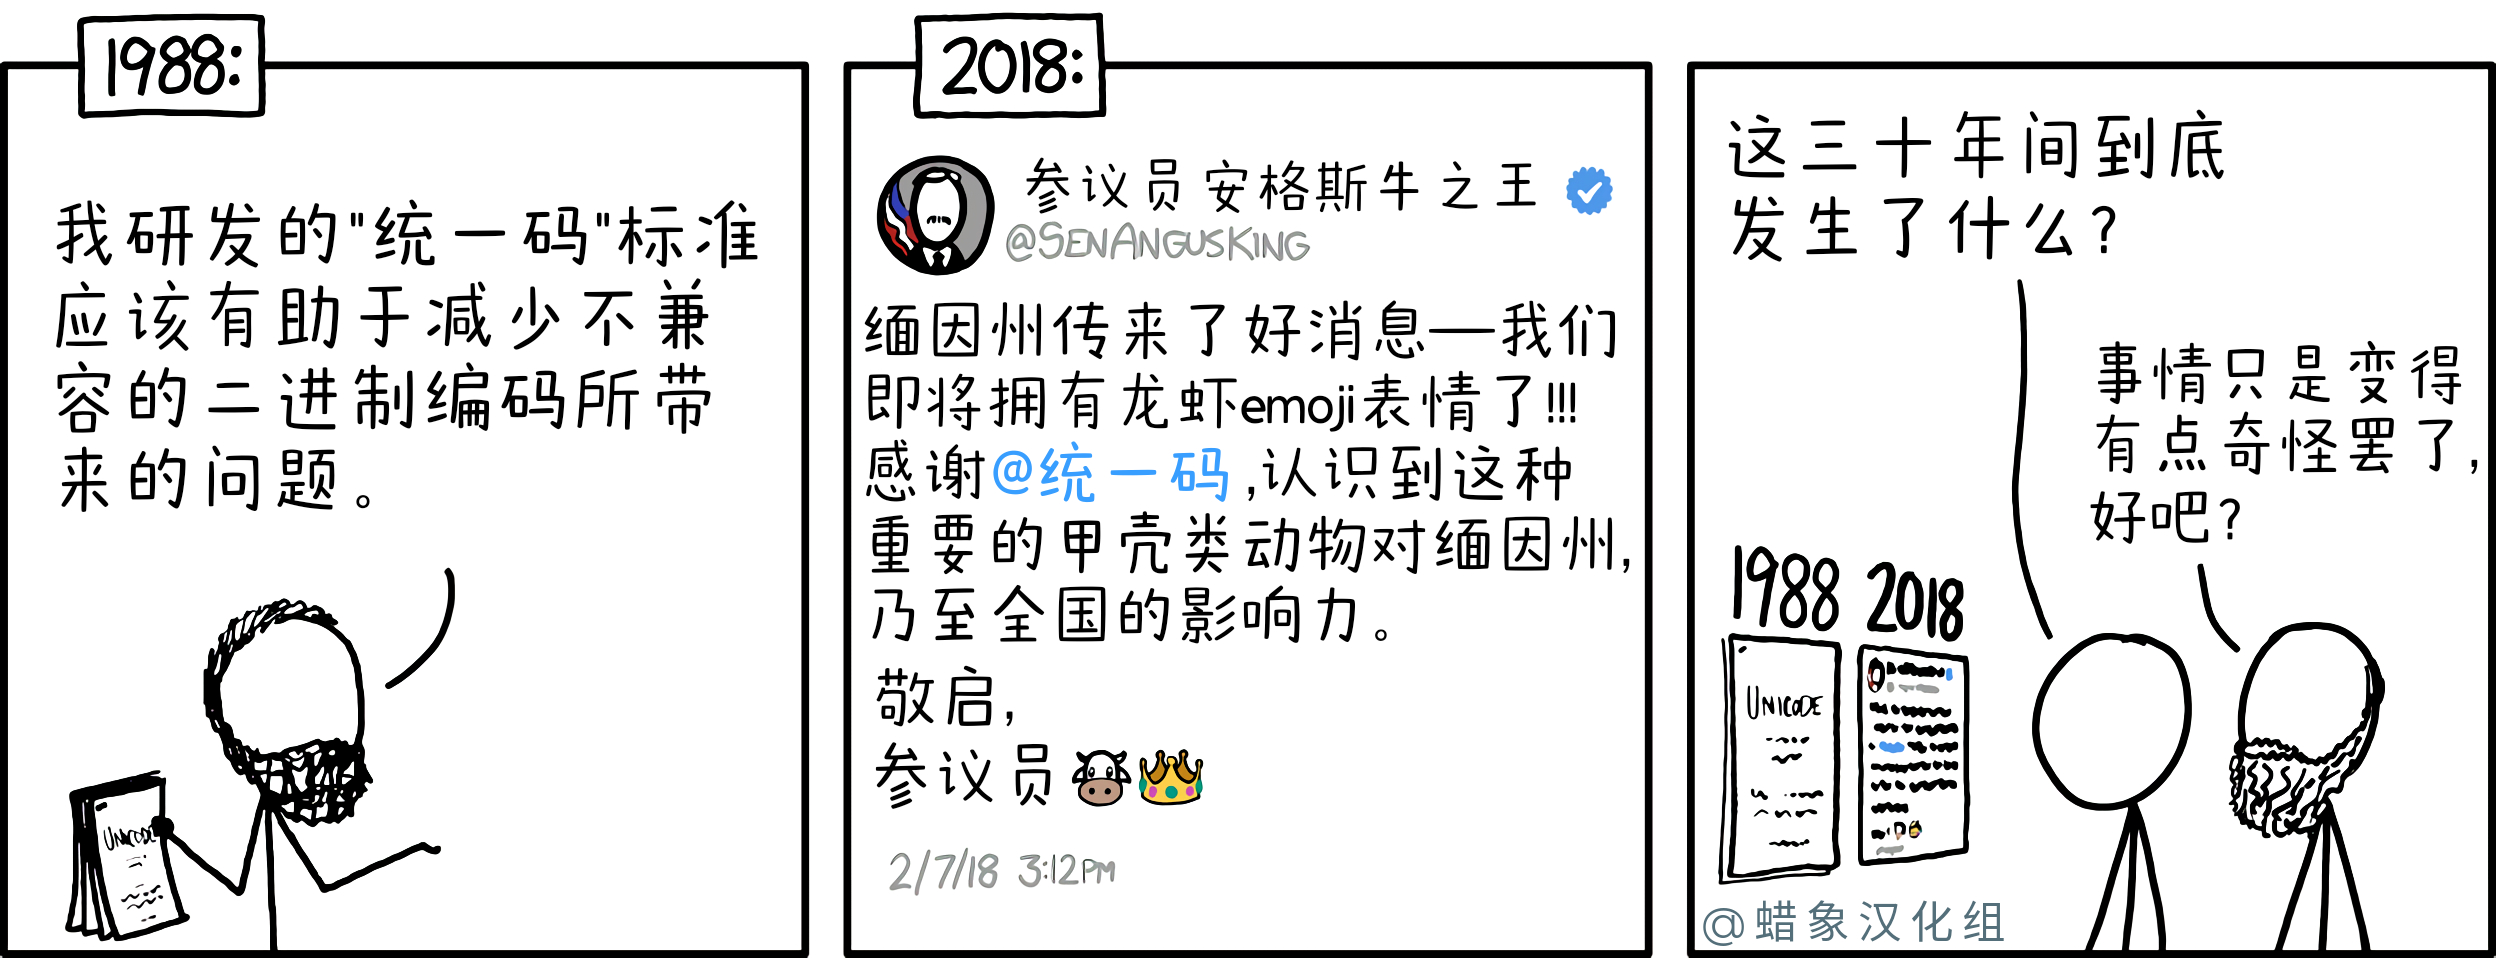 1988:
我研发的"统一码"标准
应该有助于减少不兼
容的二进制编码所带
来的问题。
Unicode
2018:
参议员安格斯牛之王
@SENANGUSKING
缅因州传来了好消息——我们
即将拥有龙虾emoji表情了!!!
感谢@统一码,认识到这种
重要的甲壳类动物对缅因州,
乃至全国的影响力。
敬启,
参议员🐮👑
2/7/18 3:12PM
这三十年间到底
发生了什么?
事情只是变得
有点奇怪罢了,
好吧?
1988 2018
Unicode
@蜡象汉化组